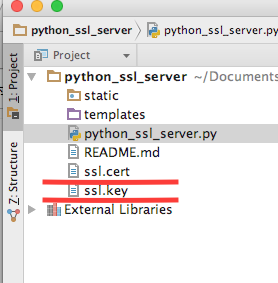 python_ssl_server
python_ssl_server.py
1: Project
Project
python_ssl_server ~/Documents
static
templates
python_ssl_server.py
README.md
ssl.cert
ssl.key
Z: Structure
External Libraries